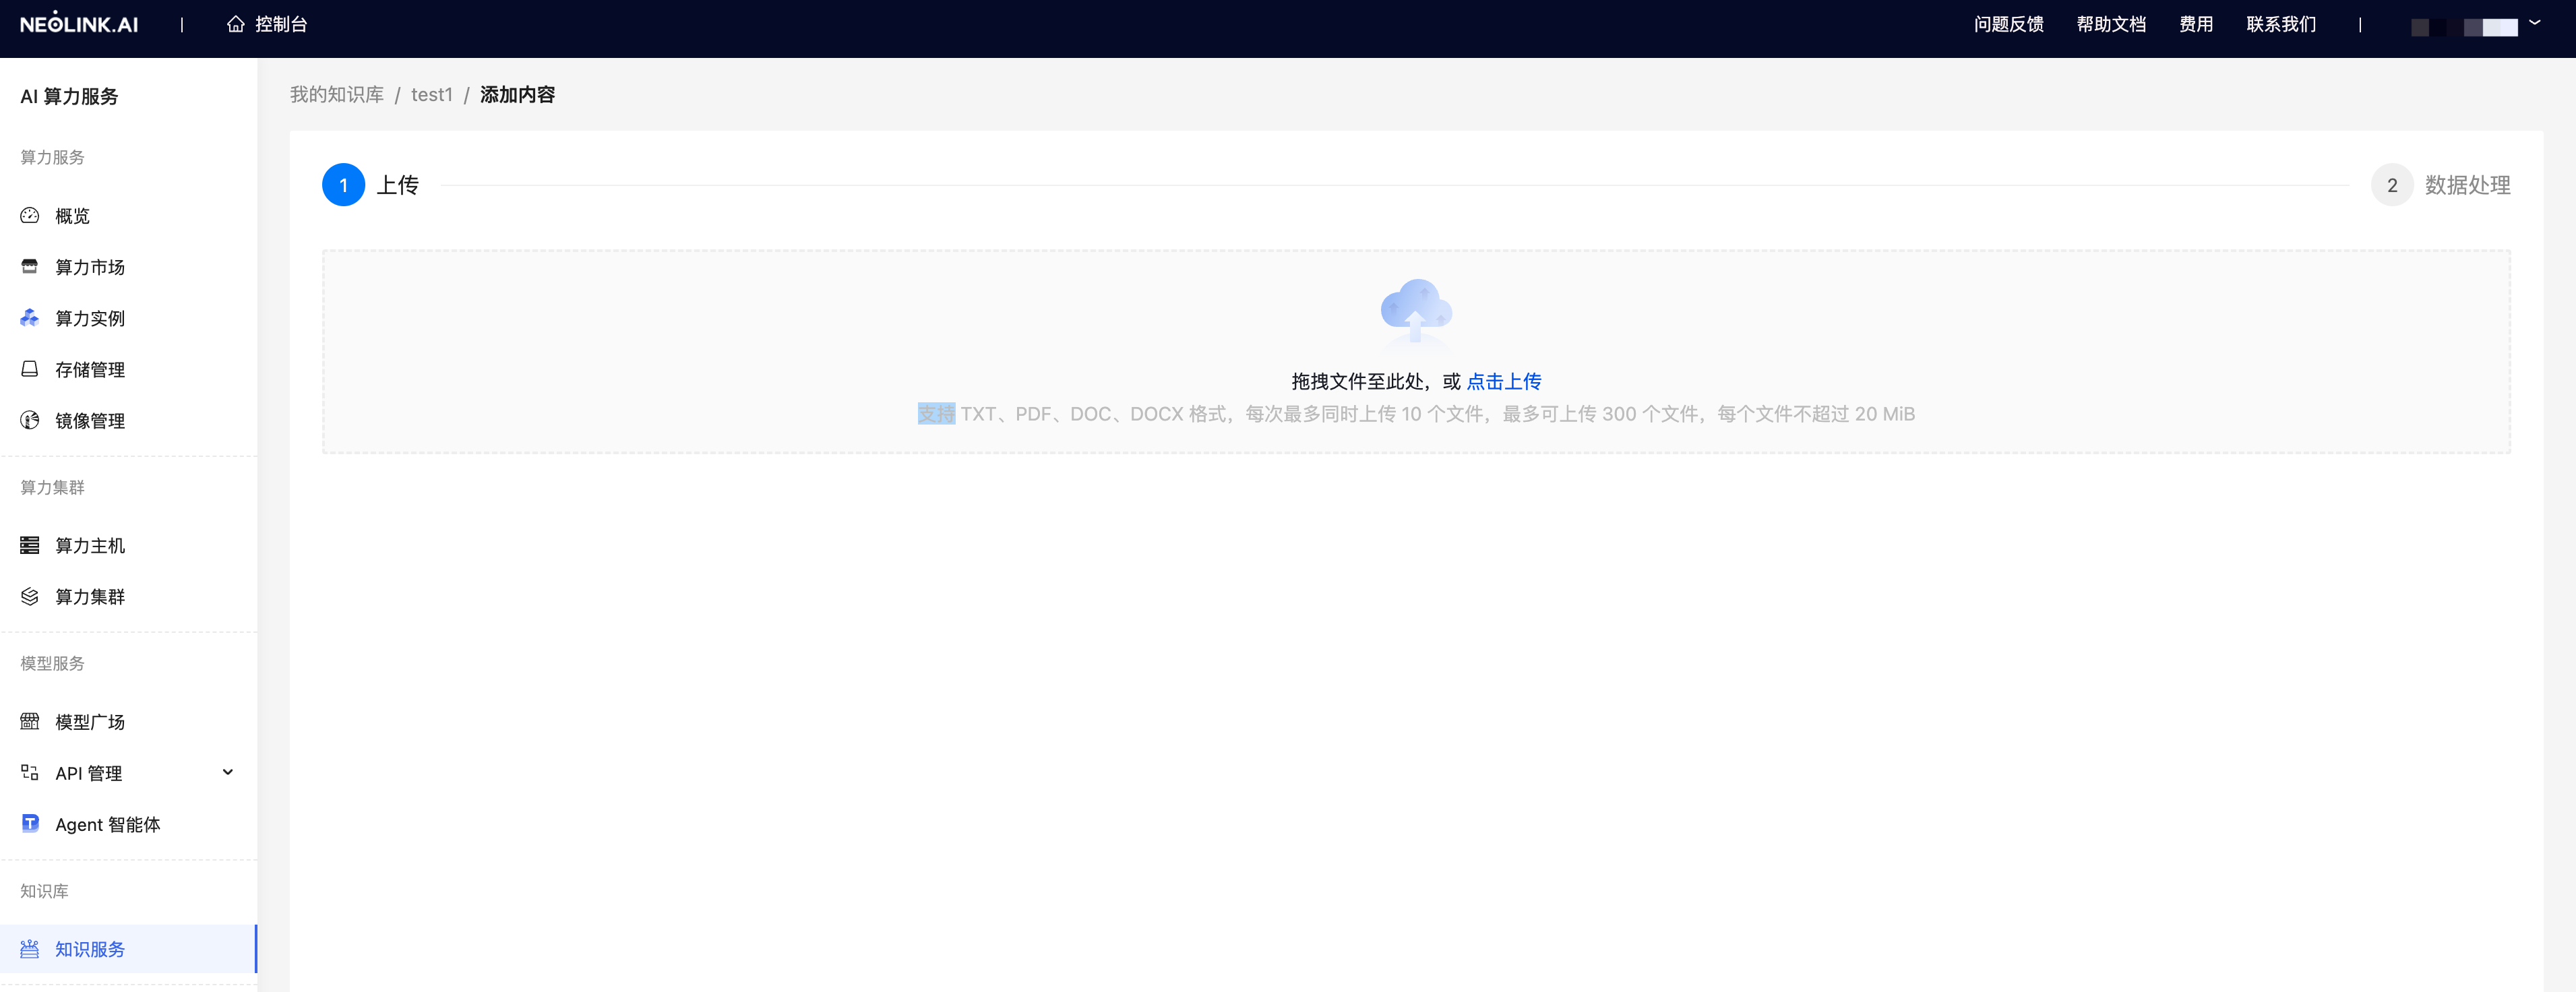 NEOLINK.AI | 控制台 问题反馈 帮助文档 费用 联系我们 |
AI 算力服务
算力服务
概览
算力市场
算力实例
存储管理
镜像管理
算力集群
算力主机
算力集群
模型服务
模型广场
API 管理
Agent 智能体
知识库
知识服务
我的知识库 / test1 / 添加内容
1 上传
2 数据处理
拖拽文件至此处，或 点击上传
支持 TXT、PDF、DOC、DOCX 格式，每次最多同时上传 10 个文件，最多可上传 300 个文件，每个文件不超过 20 MiB